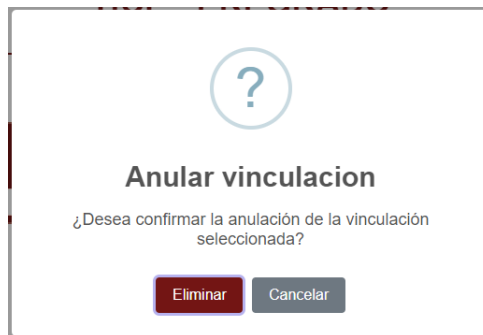 ?
Anular vinculacion
¿Desea confirmar la anulación de la vinculación
seleccionada?
Eliminar Cancelar